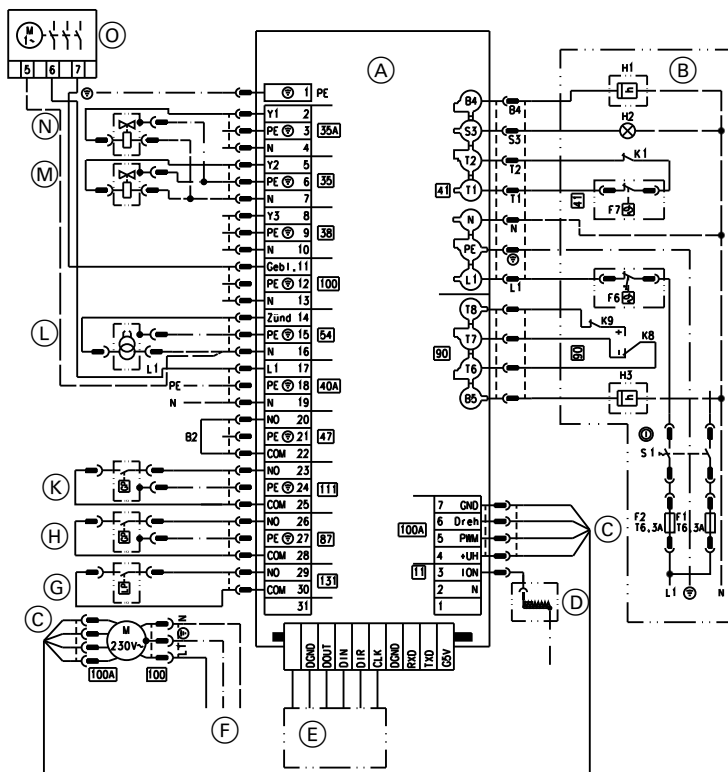 M
1~
O
5 6 7
A
B
1 PE
Y1 2
PE 3 35A
N 4
Y2 5
PE 6 35
N 7
Y3 8
PE 9 38
N 10
Gebl. 11
PE 12 100
N 13
Zünd 14
PE 15 54
N 16
L1 17
PE PE 18 40A
N N 19
NO 20
B2 PE 21 47
COM 22
NO 23
PE 24 111
COM 25
NO 26
PE 27 87
COM 28
NO 29
131
COM 30
31
N
M
L
L1
K
H
G
C
M
230V~
100A
100
L1
N
F
B4 B4
S3 S3
T2 T2
41 T1 T1
N N
PE
L1 L1
T8
T7
90
T6
B5
H1
H2
K1
41
F7
F6
K9
+
K8
90
H3
S1
F2
T6,3A
F1
T6,3A
L1
N
7 GND
100A 6 Dreh
5 PWM
4 +UH
11 3 ION
2 N
1
C
D
DGND
DOUT
DIN
DIR
CLK
DGND
RXD
TXD
G5V
E